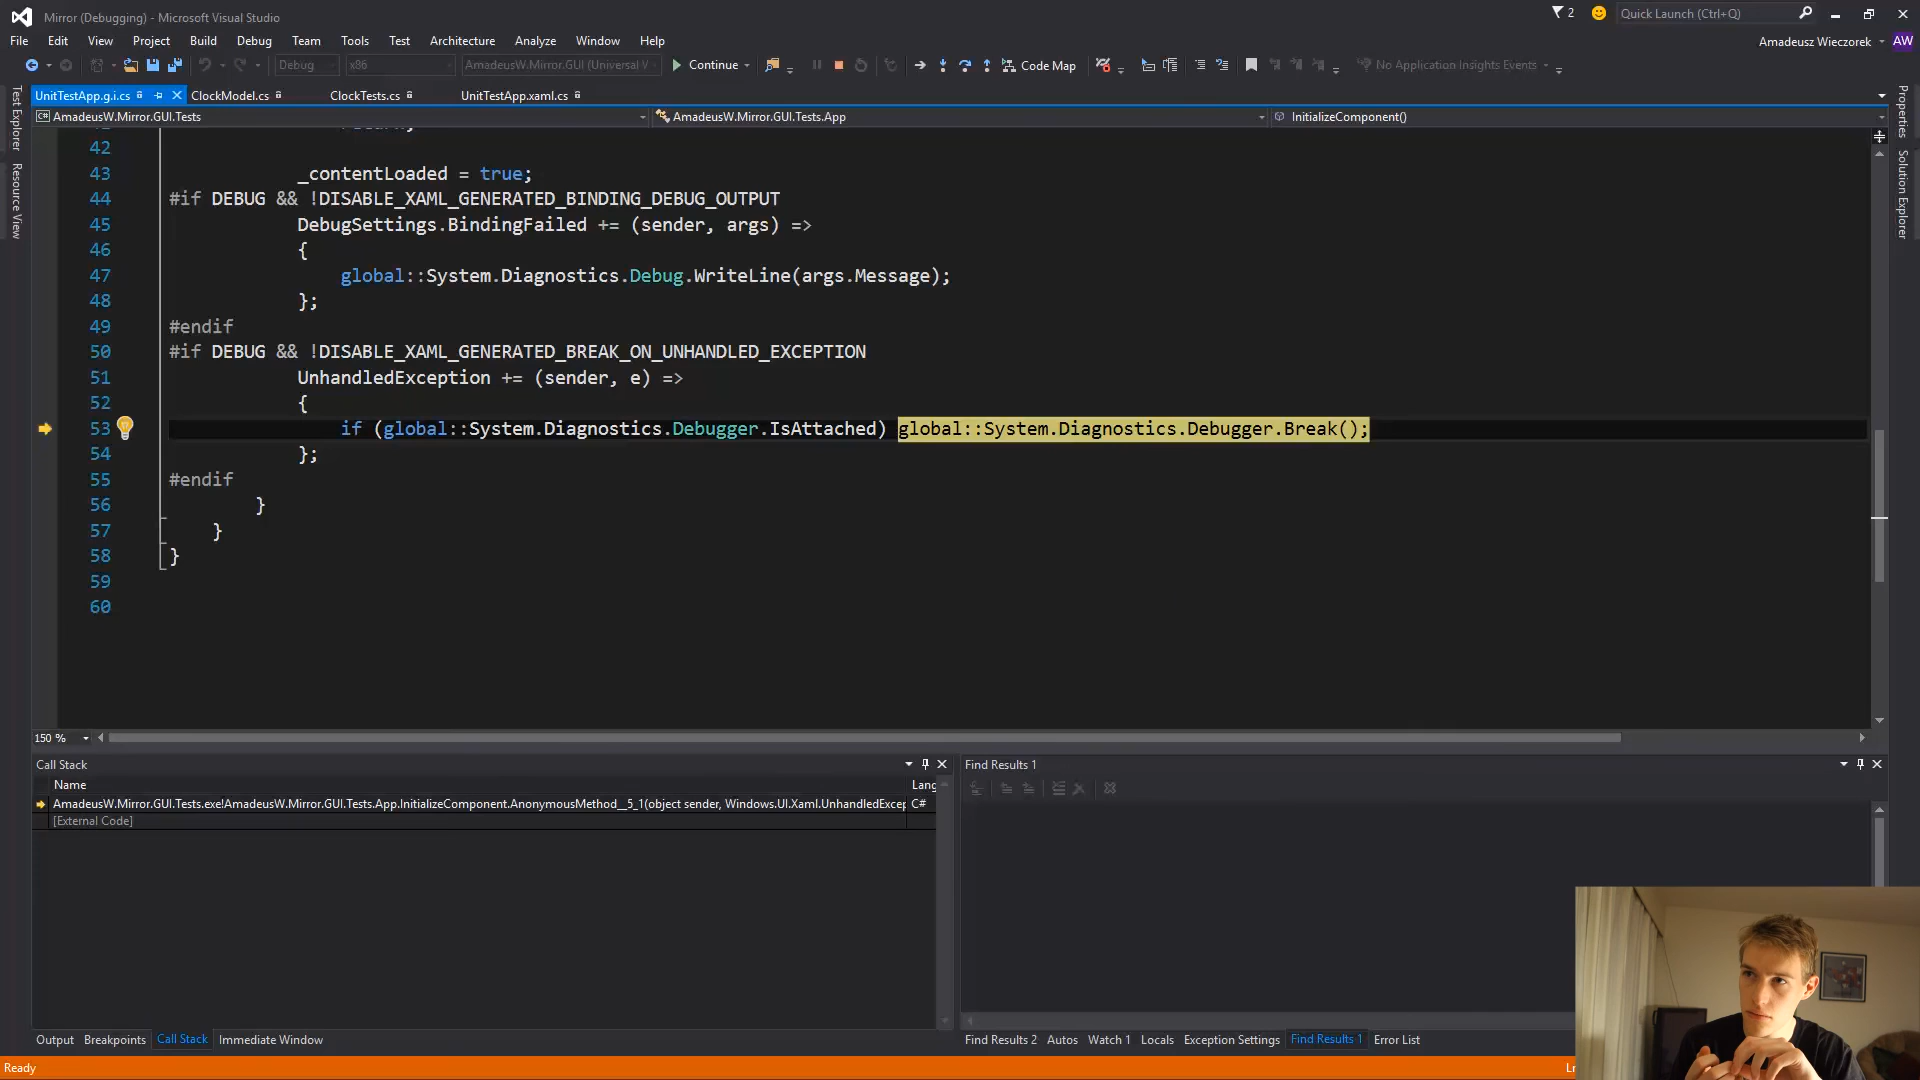 Mirror (Debugging) - Microsoft Visual Studio
2
Quick Launch (Ctrl+Q)
File Edit View Project Build Debug Team Tools Test Architecture Analyze Window Help
Amadeusz Wieczorek AW
Debug x86 AmadeusW.Mirror.GUI (Universal Continue Code Map No Application Insights Events
UnitTestApp.g.i.cs ClockModel.cs ClockTests.cs UnitTestApp.xaml.cs
AmadeusW.Mirror.GUI.Tests AmadeusW.Mirror.GUI.Tests.App InitializeComponent()
Test Explorer
Resource View
Properties
Solution Explorer
42
43 _contentLoaded = true;
44 #if DEBUG && !DISABLE_XAML_GENERATED_BINDING_DEBUG_OUTPUT
45 DebugSettings.BindingFailed += (sender, args) =>
46 {
47 global::System.Diagnostics.Debug.WriteLine(args.Message);
48 };
49 #endif
50 #if DEBUG && !DISABLE_XAML_GENERATED_BREAK_ON_UNHANDLED_EXCEPTION
51 UnhandledException += (sender, e) =>
52 {
53 if (global::System.Diagnostics.Debugger.IsAttached) global::System.Diagnostics.Debugger.Break();
54 };
55 #endif
56 }
57 }
58 }
59
60
150 %
Call Stack
Name Lang
AmadeusW.Mirror.GUI.Tests.exe!AmadeusW.Mirror.GUI.Tests.App.InitializeComponent.AnonymousMethod__5_1(object sender, Windows.UI.Xaml.UnhandledExcep C#
[External Code]
Find Results 1
Output Breakpoints Call Stack Immediate Window
Find Results 2 Autos Watch 1 Locals Exception Settings Find Results 1 Error List
Ready